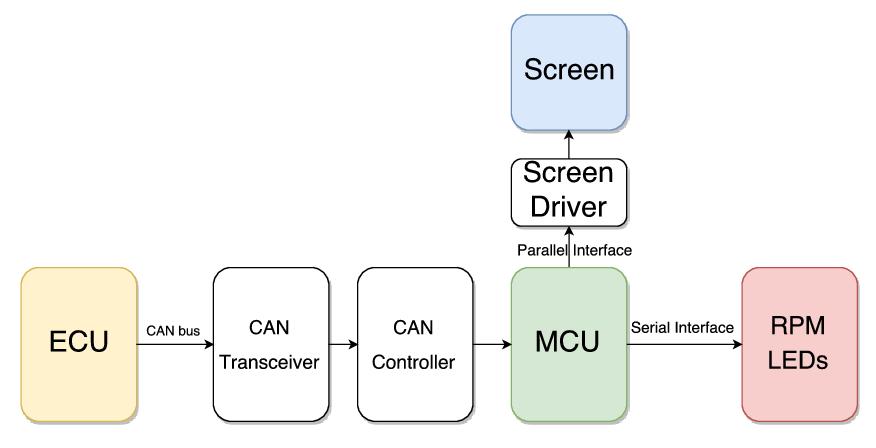 Screen
Screen
Driver
Parallel Interface
ECU
CAN bus
CAN
Transceiver
CAN
Controller
MCU
Serial Interface
RPM
LEDs